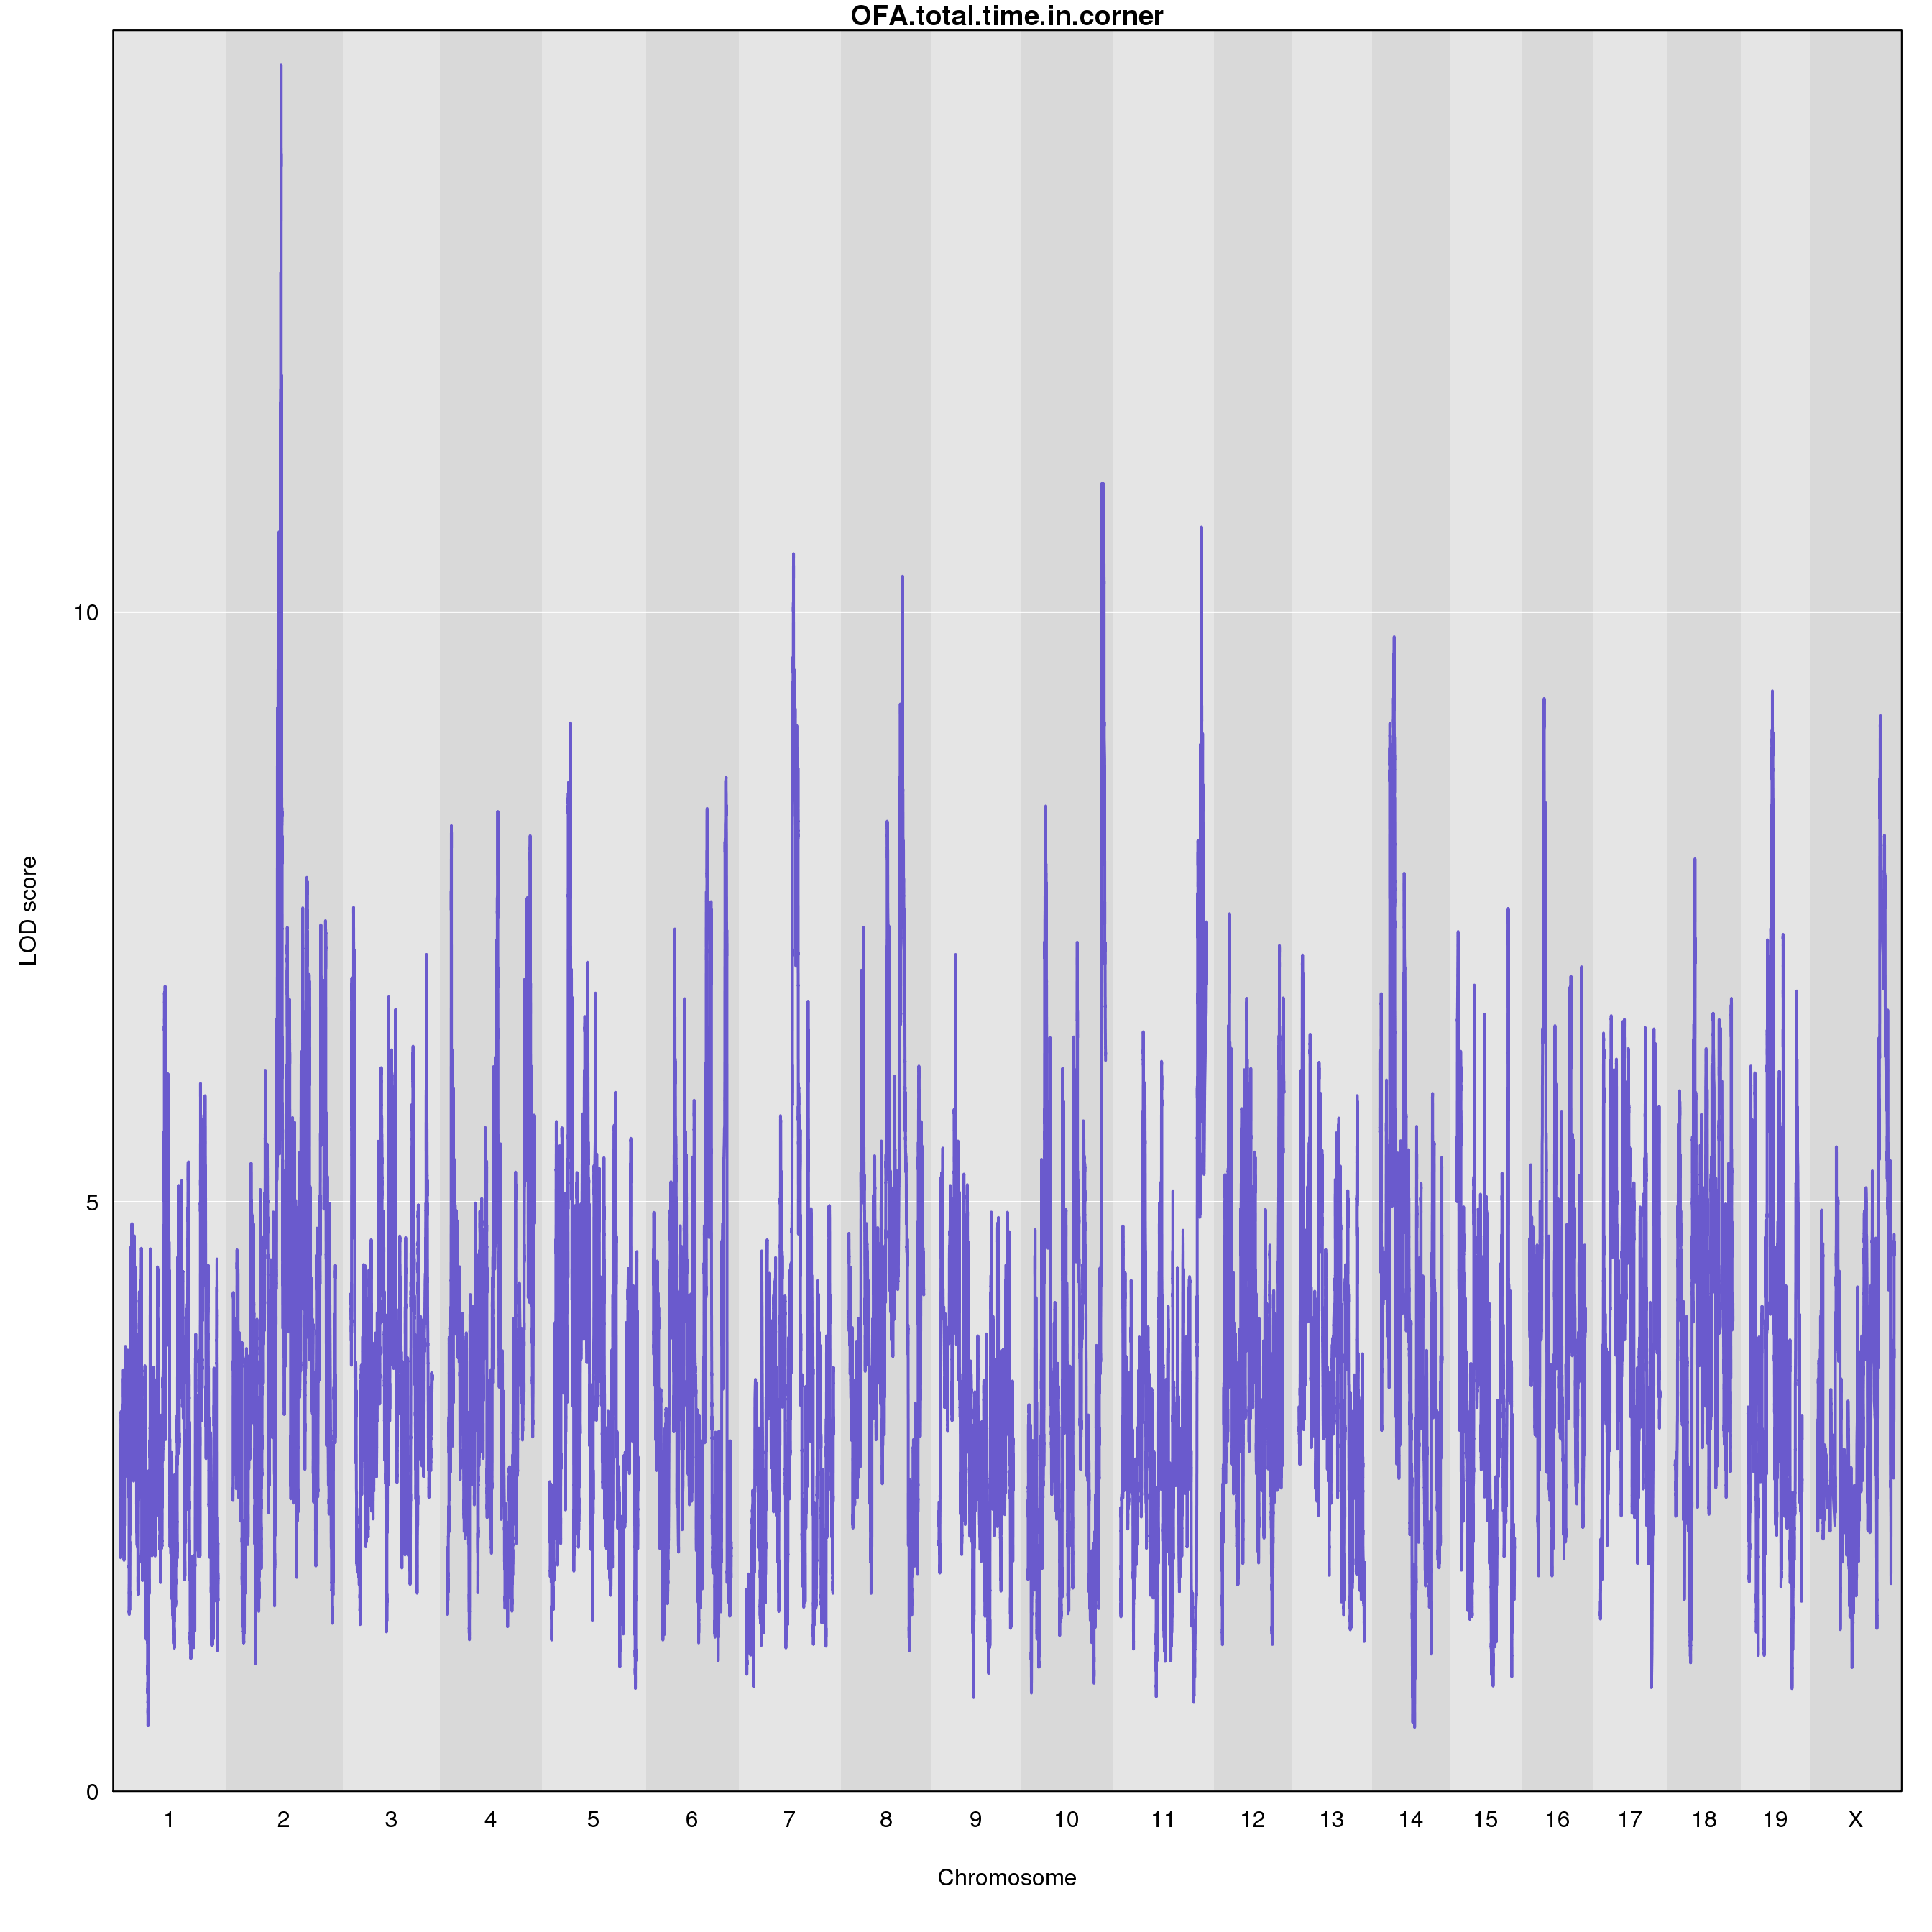 OFA.total.time.in.corner
10
5
0
LOD score
1 2 3 4 5 6 7 8 9 10 11 12 13 14 15 16 17 18 19 X
Chromosome